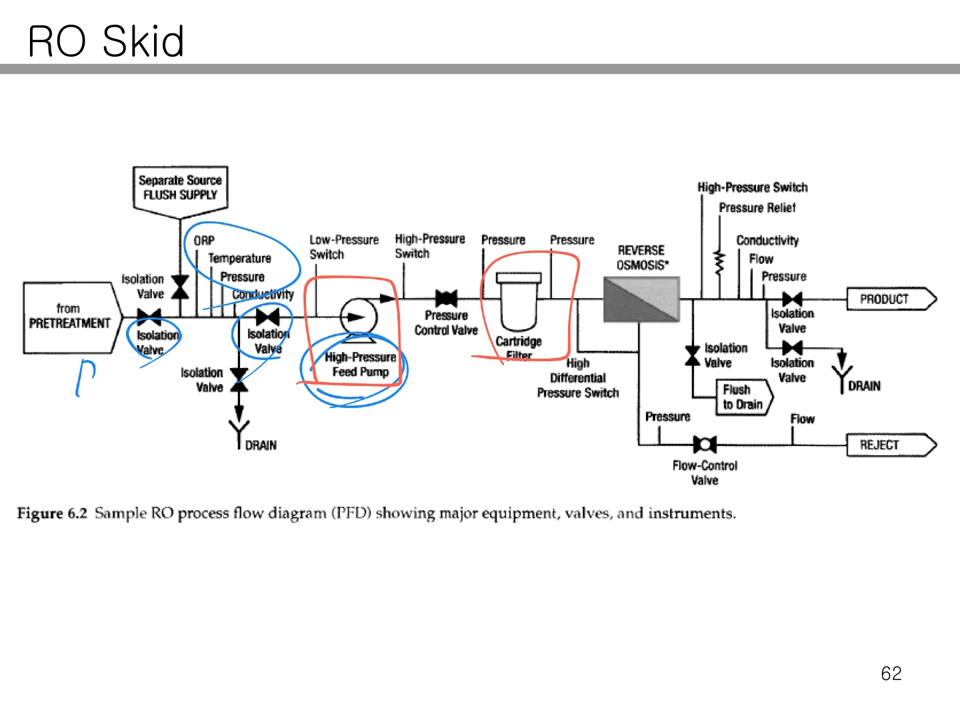 RO Skid
Separate Source
FLUSH SUPPLY
ORP
Temperature
Pressure
Conductivity
Isolation
Valve
from
PRETREATMENT
Isolation
Valve
Isolation
Valve
Isolation
Valve
DRAIN
Low-Pressure
Switch
High-Pressure
Feed Pump
High-Pressure
Switch
Pressure
Control Valve
Pressure
Cartridge
Filter
Pressure
High
Differential
Pressure Switch
REVERSE
OSMOSIS*
High-Pressure Switch
Pressure Relief
Conductivity
Flow
Pressure
Isolation
Valve
PRODUCT
Isolation
Valve
DRAIN
Isolation
Valve
Flush
to Drain
Pressure
Flow-Control
Valve
Flow
REJECT
Figure 6.2 Sample RO process flow diagram (PFD) showing major equipment, valves, and instruments.
62